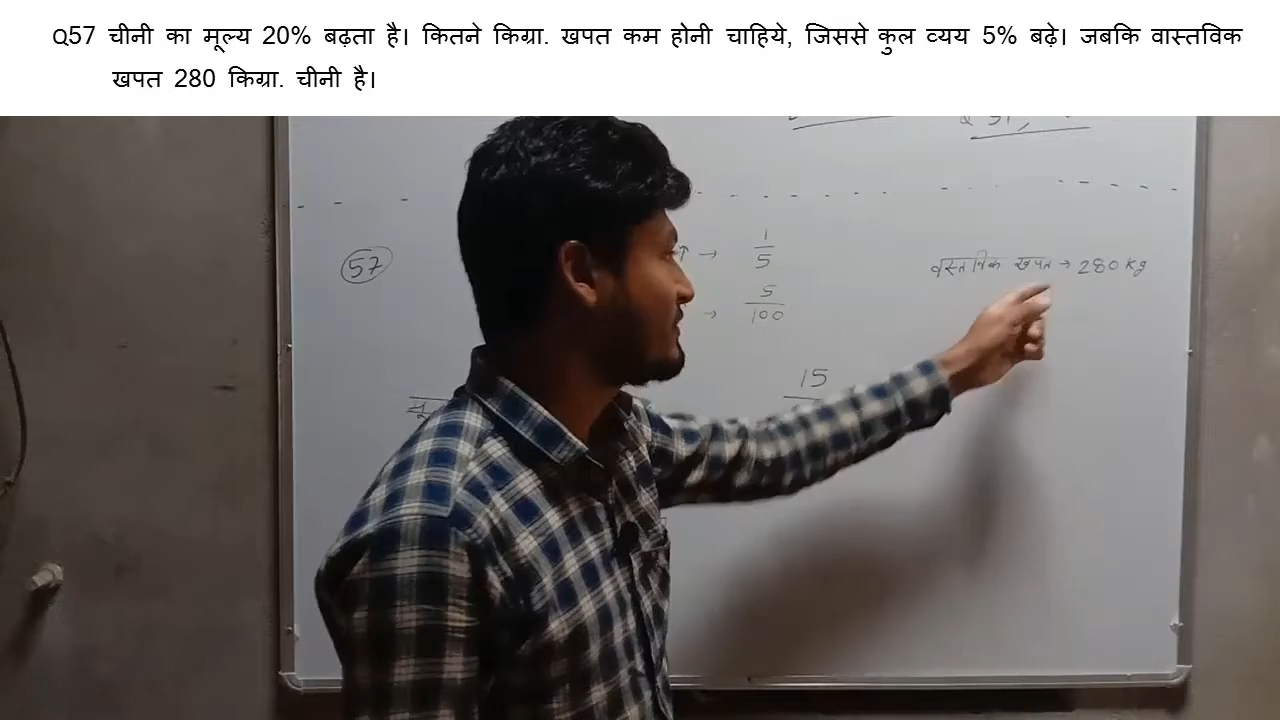 Q57 चीनी का मूल्य 20% बढ़ता है। कितने किग्रा. खपत कम होनी चाहिये, जिससे कुल व्यय 5% बढ़े। जबकि वास्तविक
खपत 280 किग्रा. चीनी है।
57
↑ → 1/5
वास्तविक खपत → 280 kg
→ 5/100
15